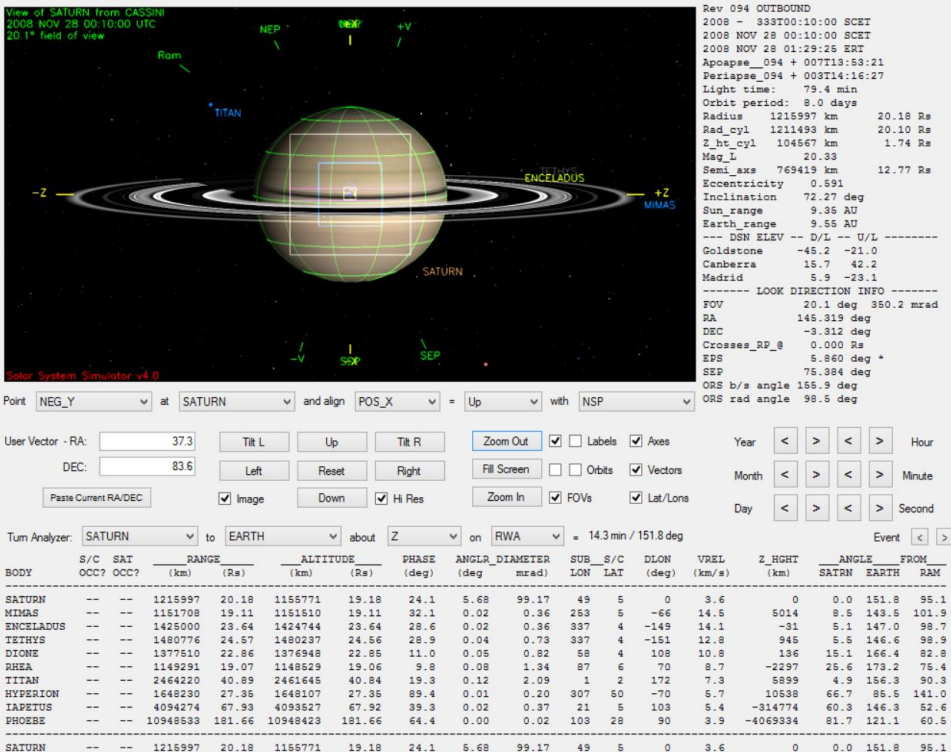 View of SATURN from CASSINI
2008 NOV 28 00:10:00 UTC
20.1° field of view
NEP +X +V
Ram
TITAN
TETHYS
ENCELADUS
-Z +Z
MIMAS
SATURN
-V -X SEP
Solar System Simulator v4.0
Rev 094 OUTBOUND
2008 - 333T00:10:00 SCET
2008 NOV 28 00:10:00 SCET
2008 NOV 28 01:29:25 ERT
Apoapse__094 + 007T13:53:21
Periapse_094 + 003T14:16:27
Light time: 79.4 min
Orbit period: 8.0 days
Radius 1215997 km 20.18 Rs
Rad_cyl 1211493 km 20.10 Rs
Z_ht_cyl 104567 km 1.74 Rs
Mag_L 20.33
Semi_axs 769419 km 12.77 Rs
Eccentricity 0.591
Inclination 72.27 deg
Sun_range 9.35 AU
Earth_range 9.55 AU
--- DSN ELEV -- D/L -- U/L --------
Goldstone -45.2 -21.0
Canberra 15.7 42.2
Madrid 5.9 -23.1
------- LOOK DIRECTION INFO -------
FOV 20.1 deg 350.2 mrad
RA 145.319 deg
DEC -3.312 deg
Crosses_RP_@ 0.000 Rs
EPS 5.860 deg *
SEP 75.384 deg
ORS b/s angle 155.9 deg
ORS rad angle 98.5 deg
Point NEG_Y at SATURN and align POS_X = Up with NSP
User Vector - RA: 37.3 Tilt L Up Tilt R Zoom Out Labels Axes Year < > < > Hour
DEC: 83.6 Left Reset Right Fill Screen Orbits Vectors Month < > < > Minute
Paste Current RA/DEC Image Down Hi Res Zoom In FOVs Lat/Lons Day < > < > Second
Turn Analyzer: SATURN to EARTH about Z on RWA = 14.3 min / 151.8 deg Event < >
S/C SAT ___RANGE___ __ALTITUDE__ PHASE ANGLR_DIAMETER SUB__S/C DLON VREL Z_HGHT ___ANGLE___FROM___
BODY OCC? OCC? (km) (Rs) (km) (Rs) (deg) (deg mrad) LON LAT (deg) (km/s) (km) SATRN EARTH RAM
SATURN -- -- 1215997 20.18 1155771 19.18 24.1 5.68 99.17 49 5 0 3.6 0 0.0 151.8 95.1
MIMAS -- -- 1151708 19.11 1151510 19.11 32.1 0.02 0.36 253 5 -66 14.5 5014 8.5 143.5 101.9
ENCELADUS -- -- 1425000 23.64 1424744 23.64 28.6 0.02 0.36 337 4 -149 14.1 -31 5.1 147.0 98.7
TETHYS -- -- 1480776 24.57 1480237 24.56 28.9 0.04 0.73 337 4 -151 12.8 945 5.5 146.6 98.9
DIONE -- -- 1377510 22.86 1376948 22.85 11.0 0.05 0.82 58 4 108 10.8 136 15.1 166.4 82.8
RHEA -- -- 1149291 19.07 1148529 19.06 9.8 0.08 1.34 87 6 70 8.7 -2297 25.6 173.2 75.4
TITAN -- -- 2464220 40.89 2461645 40.84 19.3 0.12 2.09 1 2 172 7.3 5899 4.9 156.3 90.3
HYPERION -- -- 1648230 27.35 1648107 27.35 89.4 0.01 0.20 307 50 -70 5.7 10538 66.7 85.5 141.0
IAPETUS -- -- 4094274 67.93 4093527 67.92 39.3 0.02 0.37 21 5 103 5.4 -314774 60.3 146.3 52.6
PHOEBE -- -- 10948533 181.66 10948423 181.66 64.4 0.00 0.02 103 28 90 3.9 -4069334 81.7 121.1 60.5
SATURN -- -- 1215997 20.18 1155771 19.18 24.1 5.68 99.17 49 5 0 3.6 0 0.0 151.8 95.1